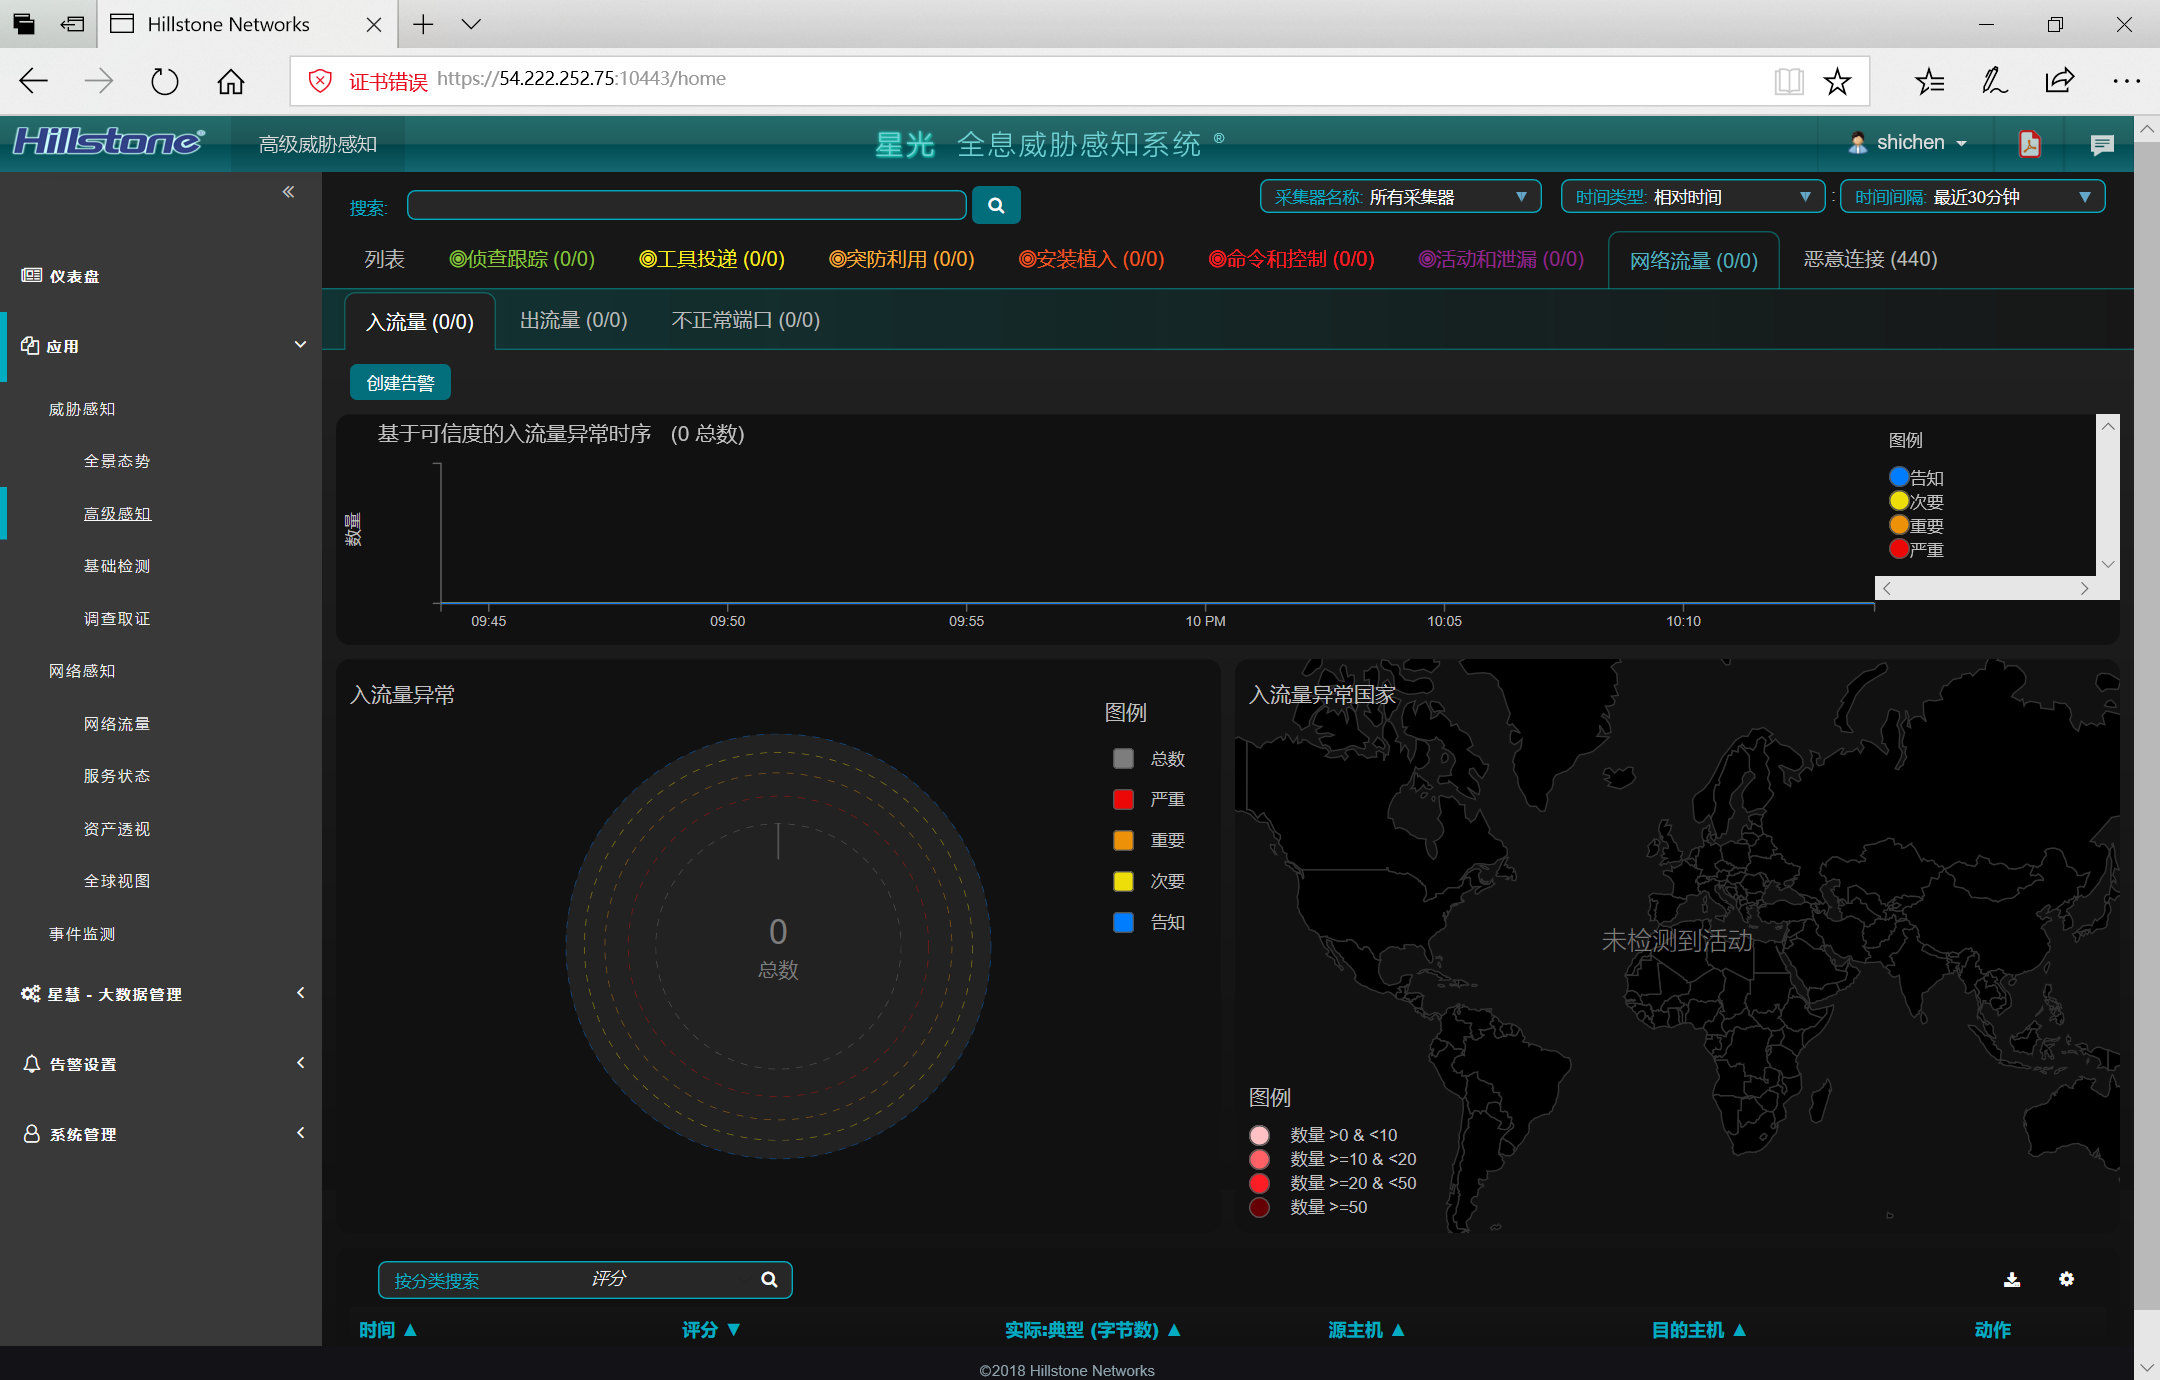 Hillstone Networks
证书错误 https://54.222.252.75:10443/home
Hillstone® 高级威胁感知 星光 全息威胁感知系统 ® shichen
搜索: 采集器名称: 所有采集器 时间类型: 相对时间 : 时间间隔: 最近30分钟
列表 侦查跟踪 (0/0) 工具投递 (0/0) 突防利用 (0/0) 安装植入 (0/0) 命令和控制 (0/0) 活动和泄漏 (0/0) 网络流量 (0/0) 恶意连接 (440)
入流量 (0/0) 出流量 (0/0) 不正常端口 (0/0)
创建告警
仪表盘
应用
威胁感知
全景态势
高级感知
基础检测
调查取证
网络感知
网络流量
服务状态
资产透视
全球视图
事件监测
星慧 - 大数据管理
告警设置
系统管理
基于可信度的入流量异常时序 (0 总数)
数量
09:45 09:50 09:55 10 PM 10:05 10:10
图例
告知
次要
重要
严重
入流量异常
0
总数
图例
总数
严重
重要
次要
告知
入流量异常国家
未检测到活动
图例
数量 >0 & <10
数量 >=10 & <20
数量 >=20 & <50
数量 >=50
按分类搜索 评分
时间 ▲ 评分 ▼ 实际:典型 (字节数) ▲ 源主机 ▲ 目的主机 ▲ 动作
©2018 Hillstone Networks